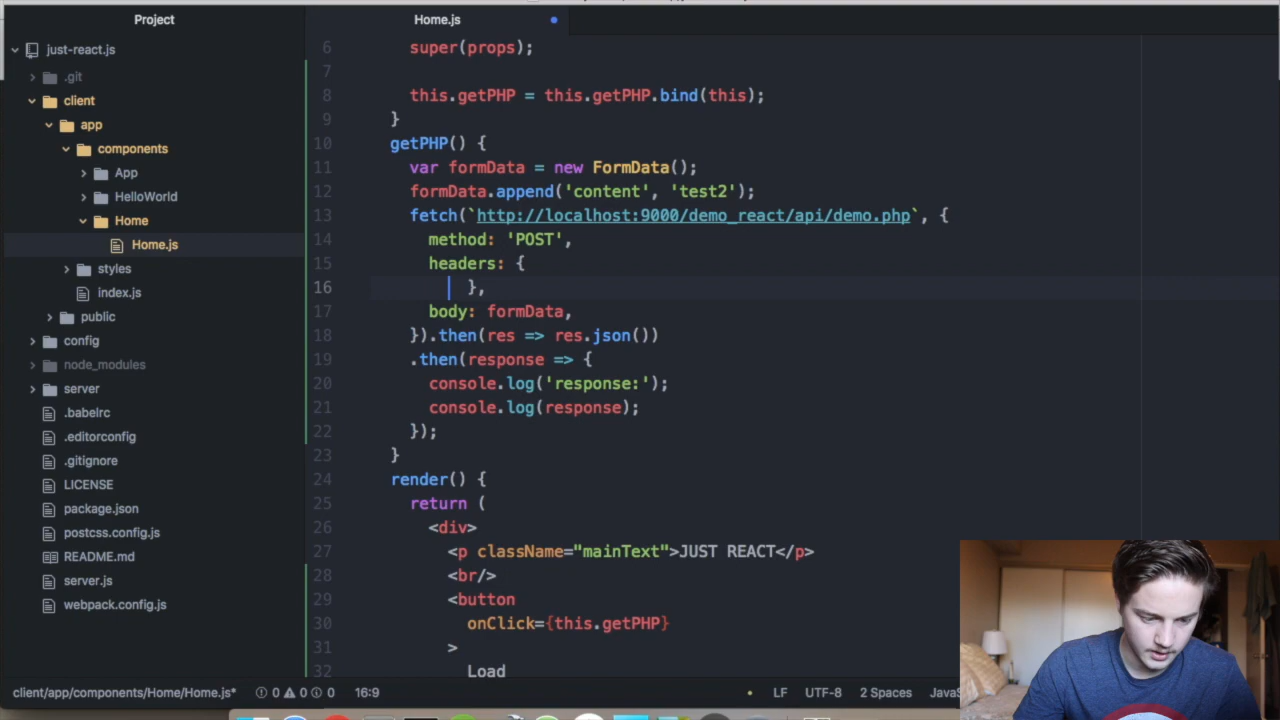 Project
Home.js
just-react.js
.git
client
app
components
App
HelloWorld
Home
Home.js
styles
index.js
public
config
node_modules
server
.babelrc
.editorconfig
.gitignore
LICENSE
package.json
postcss.config.js
README.md
server.js
webpack.config.js
6 super(props);
7
8 this.getPHP = this.getPHP.bind(this);
9 }
10 getPHP() {
11 var formData = new FormData();
12 formData.append('content', 'test2');
13 fetch(`http://localhost:9000/demo_react/api/demo.php`, {
14 method: 'POST',
15 headers: {
16 },
17 body: formData,
18 }).then(res => res.json())
19 .then(response => {
20 console.log('response:');
21 console.log(response);
22 });
23 }
24 render() {
25 return (
26 <div>
27 <p className="mainText">JUST REACT</p>
28 <br/>
29 <button
30 onClick={this.getPHP}
31 >
32 Load
client/app/components/Home/Home.js* 0 0 0 16:9 LF UTF-8 2 Spaces